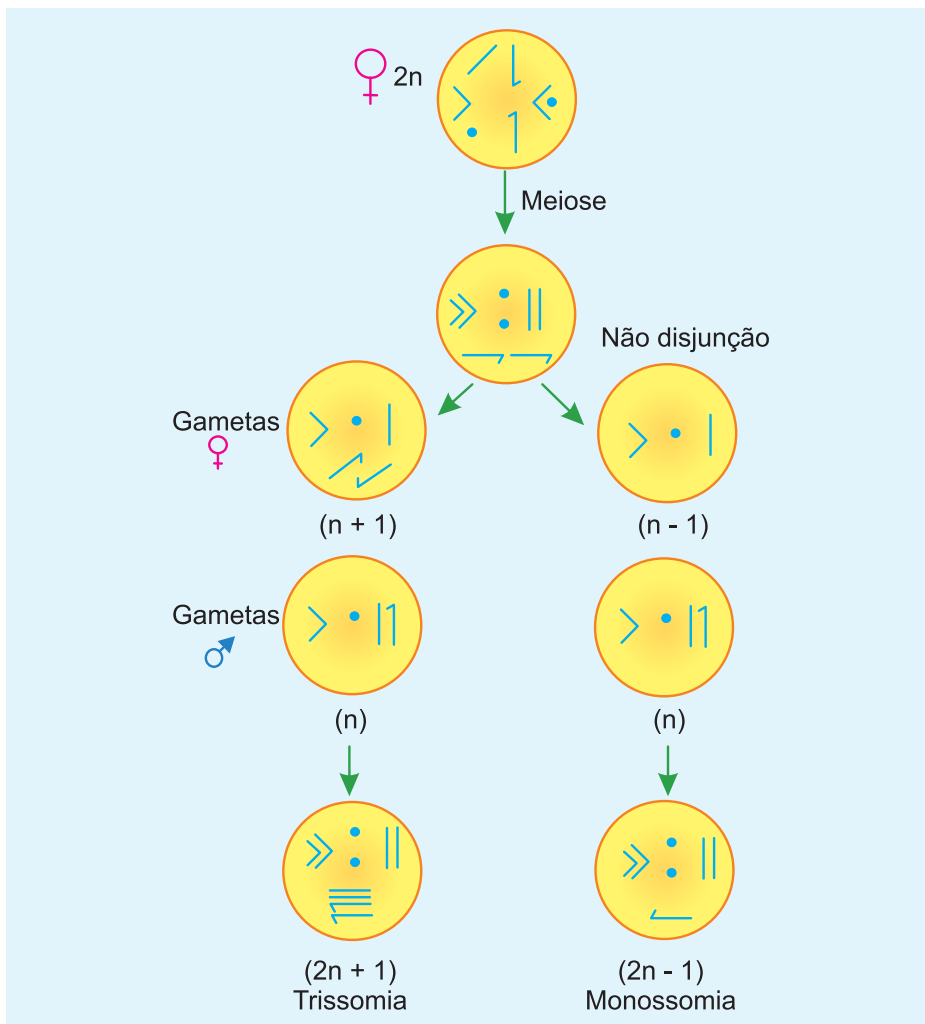 2n
Meiose
Não disjunção
Gametas
(n + 1)
(n - 1)
Gametas
(n)
(n)
(2n + 1)
Trissomia
(2n - 1)
Monossomia